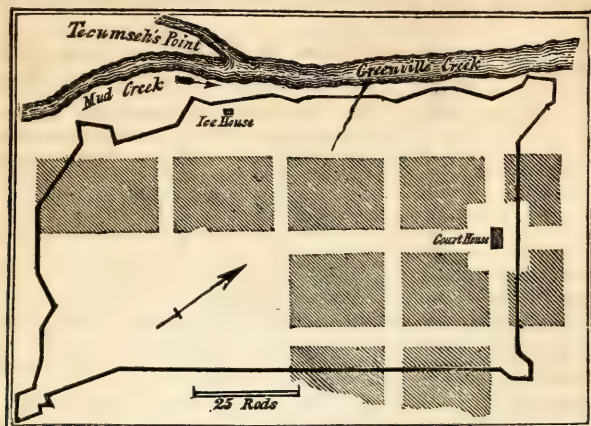 Tecumseh's Point
Greenville Creek
Mud Creek
Ice House
Court House
25 Rods